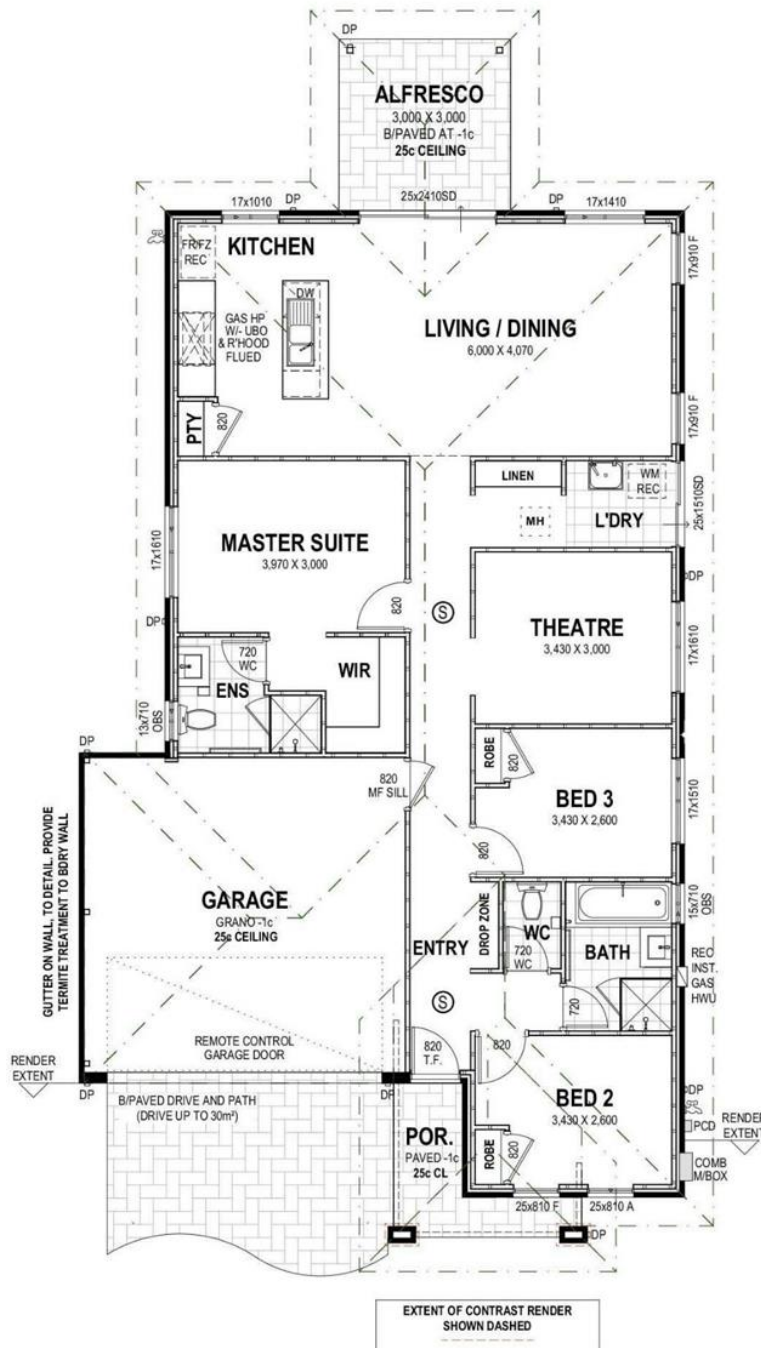 DP
ALFRESCO
3,000 X 3,000
B/PAVED AT -1c
25c CEILING
17x1010
DP
25x2410SD
DP
17x1410
FR/FZ
REC
KITCHEN
DW
GAS HP
W/- UBO
& R'HOOD
FLUED
LIVING / DINING
6,000 X 4,070
17x910 F
17x910 F
PTY
820
LINEN
WM
REC
MH
L'DRY
25x1510SD
MASTER SUITE
3,970 X 3,000
17x1610
DP
820
S
DP
THEATRE
3,430 X 3,000
17x1610
720
WC
ENS
WIR
13x710
OBS
DP
820
MF SILL
ROBE
820
BED 3
3,430 X 2,600
17x1510
820
GUTTER ON WALL, TO DETAIL. PROVIDE
TERMITE TREATMENT TO BDRY WALL
GARAGE
GRANO -1c
25c CEILING
ENTRY
DROP ZONE
WC
720
WC
BATH
15x710
OBS
REC
INST.
GAS
HWU
S
720
REMOTE CONTROL
GARAGE DOOR
820
T.F.
820
RENDER
EXTENT
DP
DP
B/PAVED DRIVE AND PATH
(DRIVE UP TO 30m²)
BED 2
3,430 X 2,600
DP
PCD
RENDER
EXTENT
POR.
PAVED -1c
25c CL
ROBE
820
COMB
M/BOX
25x810 F
25x810 A
DP
EXTENT OF CONTRAST RENDER
SHOWN DASHED